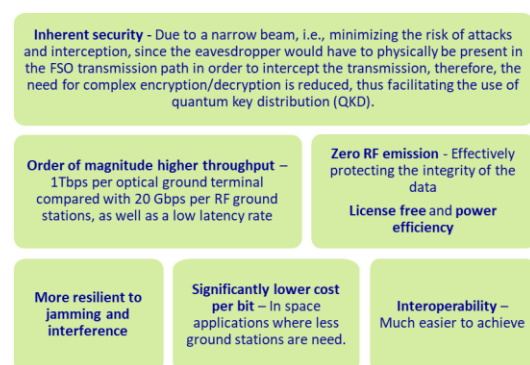 Inherent security - Due to a narrow beam, i.e., minimizing the risk of attacks
and interception, since the eavesdropper would have to physically be present in
the FSO transmission path in order to intercept the transmission, therefore, the
need for complex encryption/decryption is reduced, thus facilitating the use of
quantum key distribution (QKD).
Order of magnitude higher throughput –
1Tbps per optical ground terminal
compared with 20 Gbps per RF ground
stations, as well as a low latency rate
Zero RF emission - Effectively
protecting the integrity of the
data
License free and power
efficiency
More resilient to
jamming and
interference
Significantly lower cost
per bit – In space
applications where less
ground stations are need.
Interoperability –
Much easier to achieve